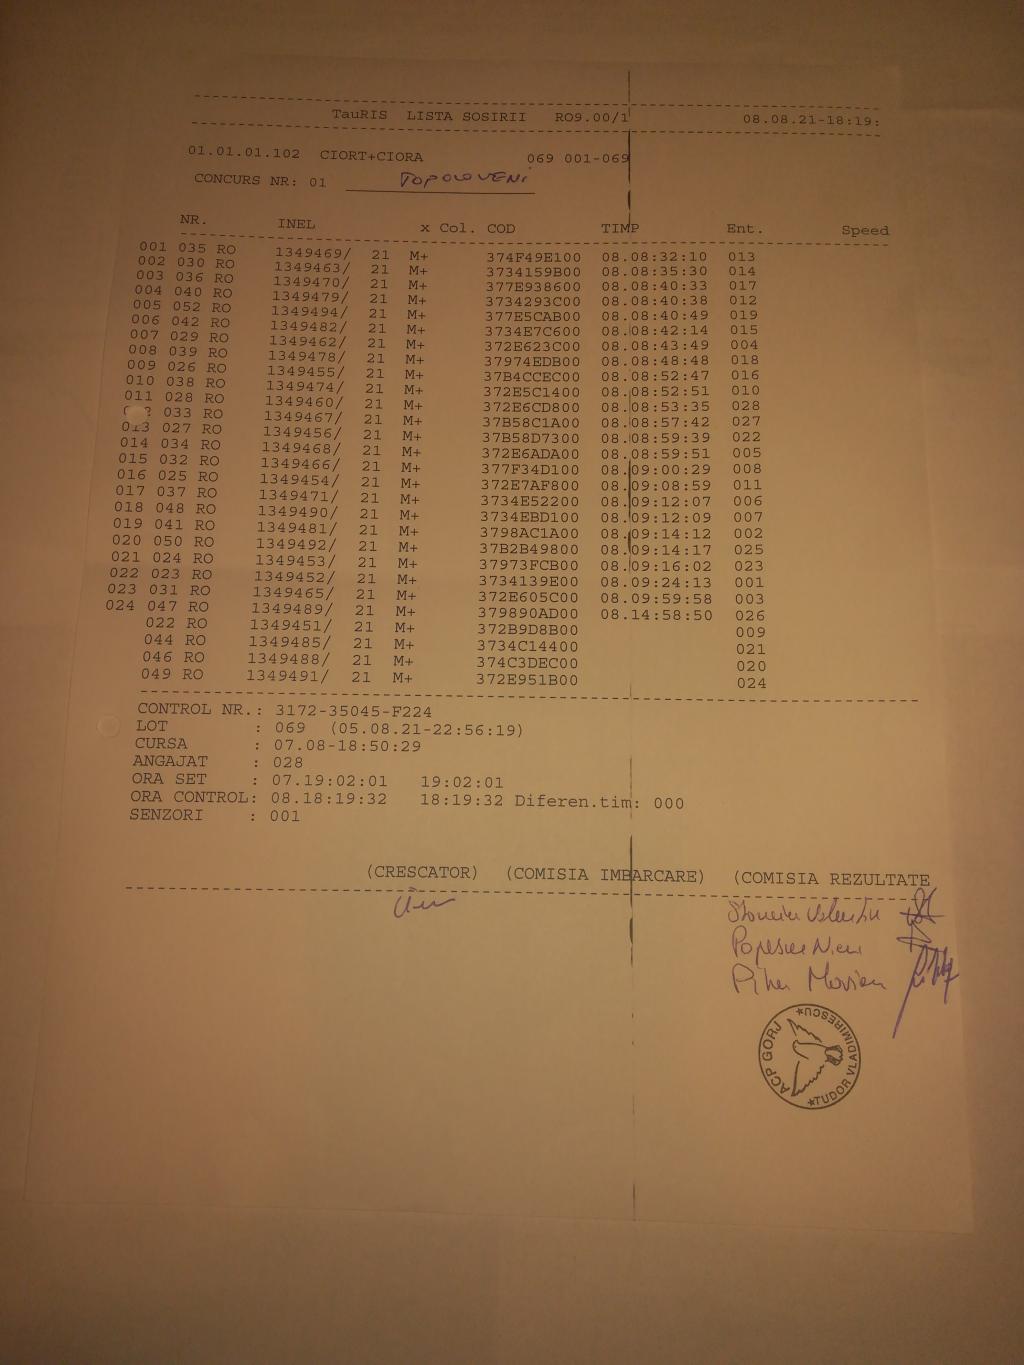 TauRIS LISTA SOSIRII RO9.00/1 08.08.21-18:19:
01.01.01.102 CIORT+CIORA 069 001-069
CONCURS NR: 01 TOPOLOVENI
NR. INEL x Col. COD TIMP Ent. Speed
001 035 RO 1349469/ 21 M+ 374F49E100 08.08:32:10 013
002 030 RO 1349463/ 21 M+ 3734159B00 08.08:35:30 014
003 036 RO 1349470/ 21 M+ 377E938600 08.08:40:33 017
004 040 RO 1349479/ 21 M+ 3734293C00 08.08:40:38 012
005 052 RO 1349494/ 21 M+ 377E5CAB00 08.08:40:49 019
006 042 RO 1349482/ 21 M+ 3734E7C600 08.08:42:14 015
007 029 RO 1349462/ 21 M+ 372E623C00 08.08:43:49 004
008 039 RO 1349478/ 21 M+ 37974EDB00 08.08:48:48 018
009 026 RO 1349455/ 21 M+ 37B4CCEC00 08.08:52:47 016
010 038 RO 1349474/ 21 M+ 372E5C1400 08.08:52:51 010
011 028 RO 1349460/ 21 M+ 372E6CD800 08.08:53:35 028
033 RO 1349467/ 21 M+ 37B58C1A00 08.08:57:42 027
013 027 RO 1349456/ 21 M+ 37B58D7300 08.08:59:39 022
014 034 RO 1349468/ 21 M+ 372E6ADA00 08.08:59:51 005
015 032 RO 1349466/ 21 M+ 377F34D100 08.09:00:29 008
016 025 RO 1349454/ 21 M+ 372E7AF800 08.09:08:59 011
017 037 RO 1349471/ 21 M+ 3734E52200 08.09:12:07 006
018 048 RO 1349490/ 21 M+ 3734EBD100 08.09:12:09 007
019 041 RO 1349481/ 21 M+ 3798AC1A00 08.09:14:12 002
020 050 RO 1349492/ 21 M+ 37B2B49800 08.09:14:17 025
021 024 RO 1349453/ 21 M+ 37973FCB00 08.09:16:02 023
022 023 RO 1349452/ 21 M+ 3734139E00 08.09:24:13 001
023 031 RO 1349465/ 21 M+ 372E605C00 08.09:59:58 003
024 047 RO 1349489/ 21 M+ 379890AD00 08.14:58:50 026
022 RO 1349451/ 21 M+ 372B9D8B00 009
044 RO 1349485/ 21 M+ 3734C14400 021
046 RO 1349488/ 21 M+ 374C3DEC00 020
049 RO 1349491/ 21 M+ 372E951B00 024
CONTROL NR.: 3172-35045-F224
LOT : 069 (05.08.21-22:56:19)
CURSA : 07.08-18:50:29
ANGAJAT : 028
ORA SET : 07.19:02:01 19:02:01
ORA CONTROL: 08.18:19:32 18:19:32 Diferen.tim: 000
SENZORI : 001
(CRESCATOR) (COMISIA IMBARCARE) (COMISIA REZULTATE
Popescu
ACP GORJ
*TUDOR VLADIMIRESCU*